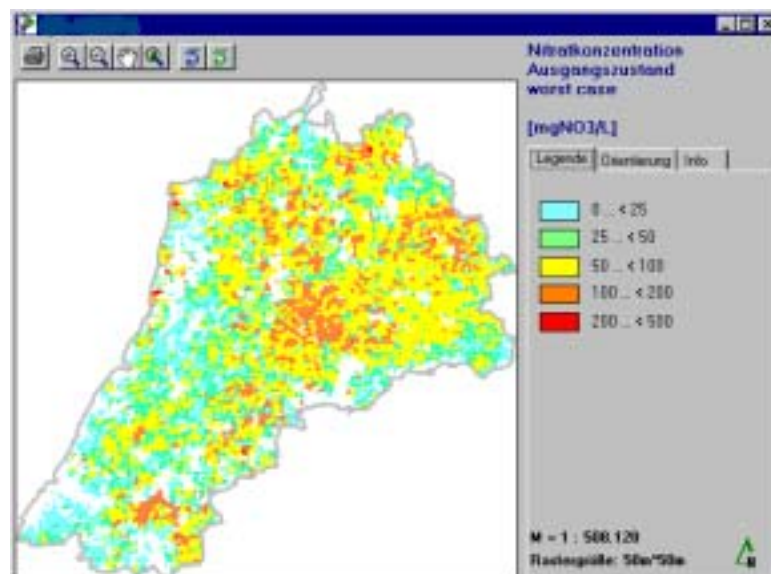 Nitratkonzentration
Ausgangszustand
worst case
[mgNO3/L]
Legende Orientierung Info
0 ... < 25
25 ... < 50
50 ... < 100
100 ... < 200
200 ... < 500
M = 1 : 508.120
Rastergröße: 50m*50m
N